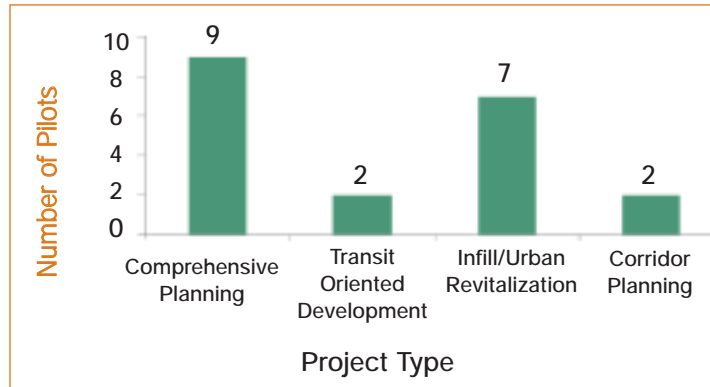 Number of Pilots
10
8
6
4
2
0
9
2
7
2
Comprehensive
Planning
Transit
Oriented
Development
Infill/Urban
Revitalization
Corridor
Planning
Project Type